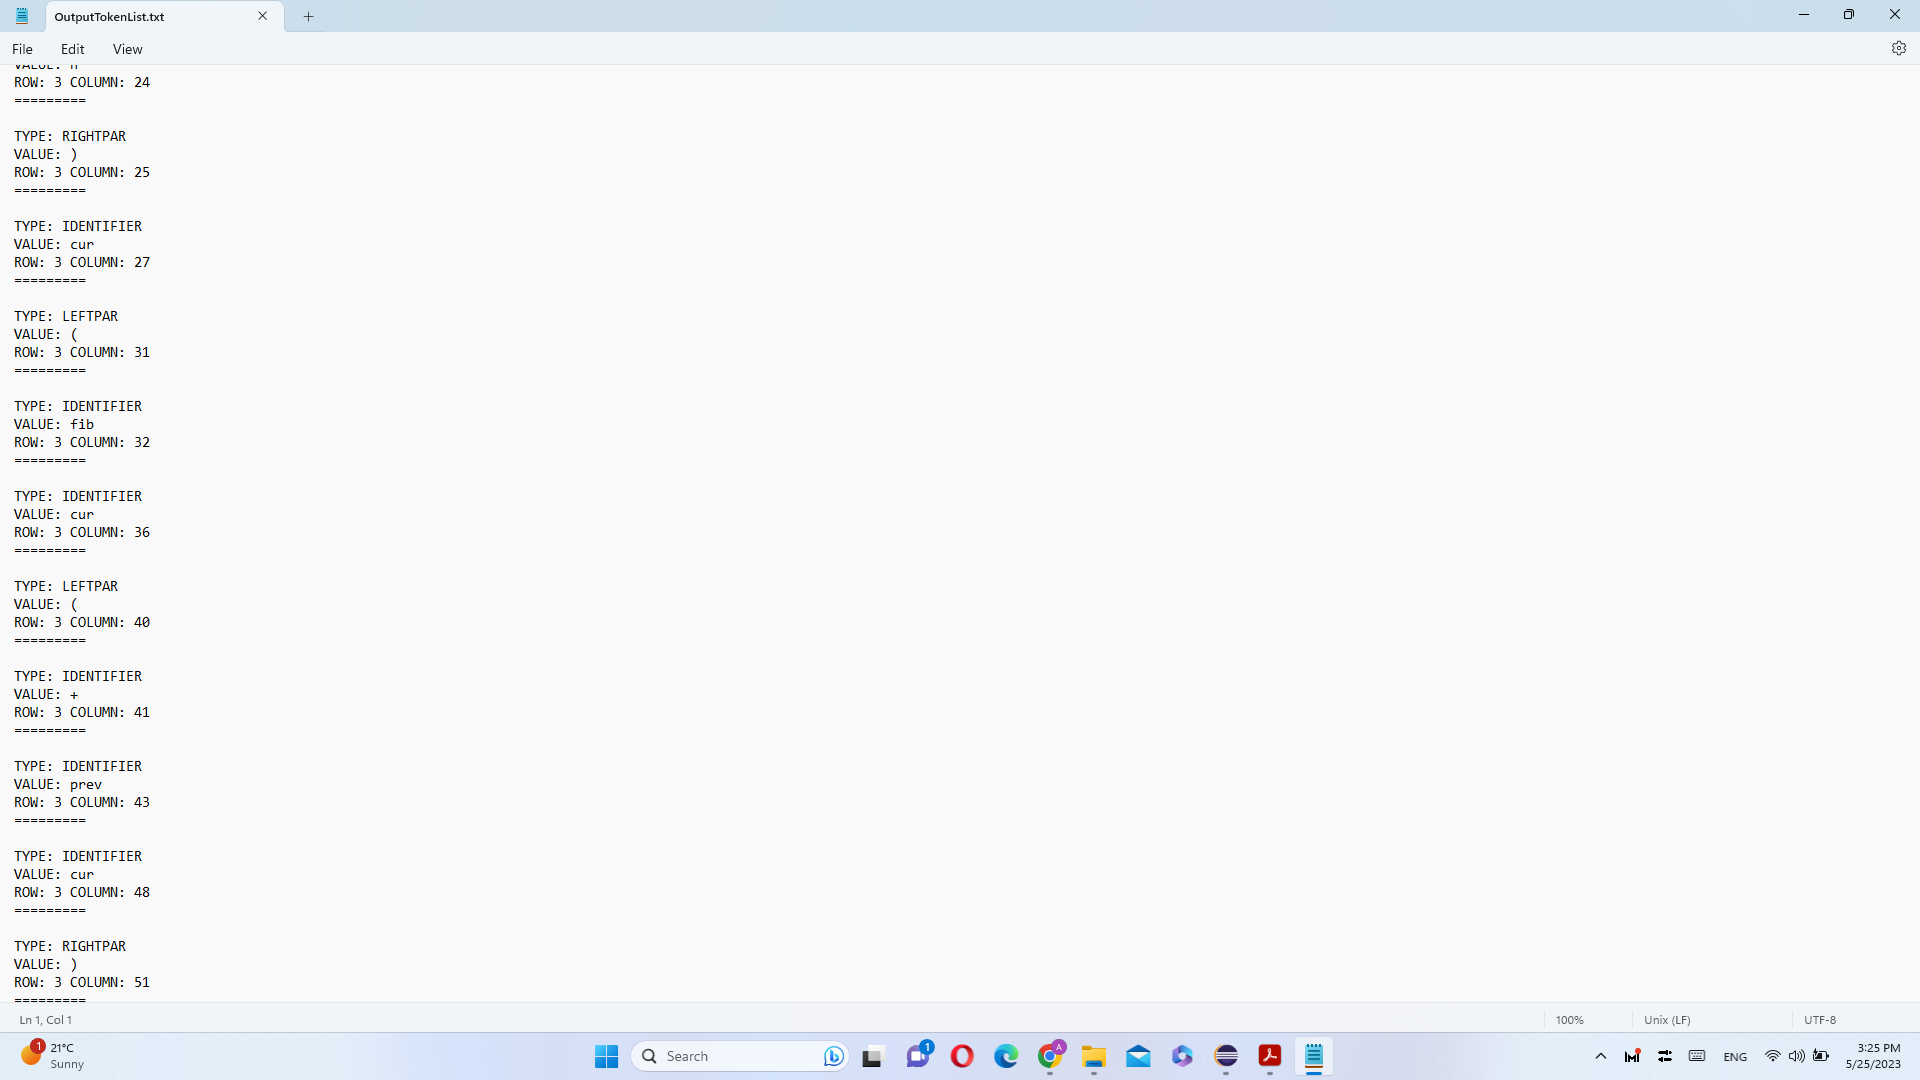 OutputTokenList.txt
File Edit View
VALUE: n
ROW: 3 COLUMN: 24
=========
TYPE: RIGHTPAR
VALUE: )
ROW: 3 COLUMN: 25
=========
TYPE: IDENTIFIER
VALUE: cur
ROW: 3 COLUMN: 27
=========
TYPE: LEFTPAR
VALUE: (
ROW: 3 COLUMN: 31
=========
TYPE: IDENTIFIER
VALUE: fib
ROW: 3 COLUMN: 32
=========
TYPE: IDENTIFIER
VALUE: cur
ROW: 3 COLUMN: 36
=========
TYPE: LEFTPAR
VALUE: (
ROW: 3 COLUMN: 40
=========
TYPE: IDENTIFIER
VALUE: +
ROW: 3 COLUMN: 41
=========
TYPE: IDENTIFIER
VALUE: prev
ROW: 3 COLUMN: 43
=========
TYPE: IDENTIFIER
VALUE: cur
ROW: 3 COLUMN: 48
=========
TYPE: RIGHTPAR
VALUE: )
ROW: 3 COLUMN: 51
=========
Ln 1, Col 1 100% Unix (LF) UTF-8
1 21°C
Sunny
Search
1
A
ENG
3:25 PM
5/25/2023